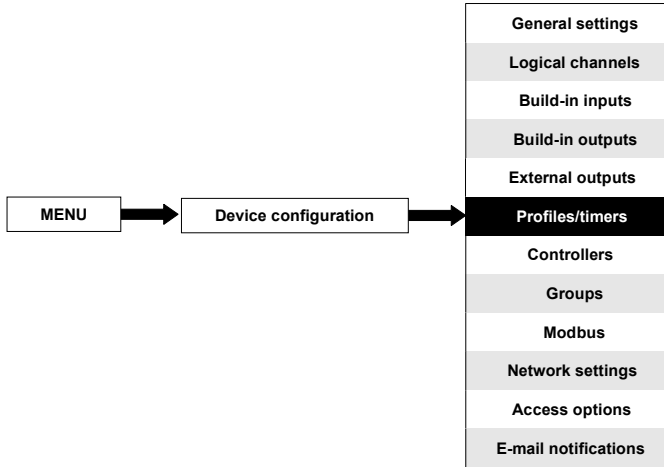 MENU
Device configuration
General settings
Logical channels
Build-in inputs
Build-in outputs
External outputs
Profiles/timers
Controllers
Groups
Modbus
Network settings
Access options
E-mail notifications